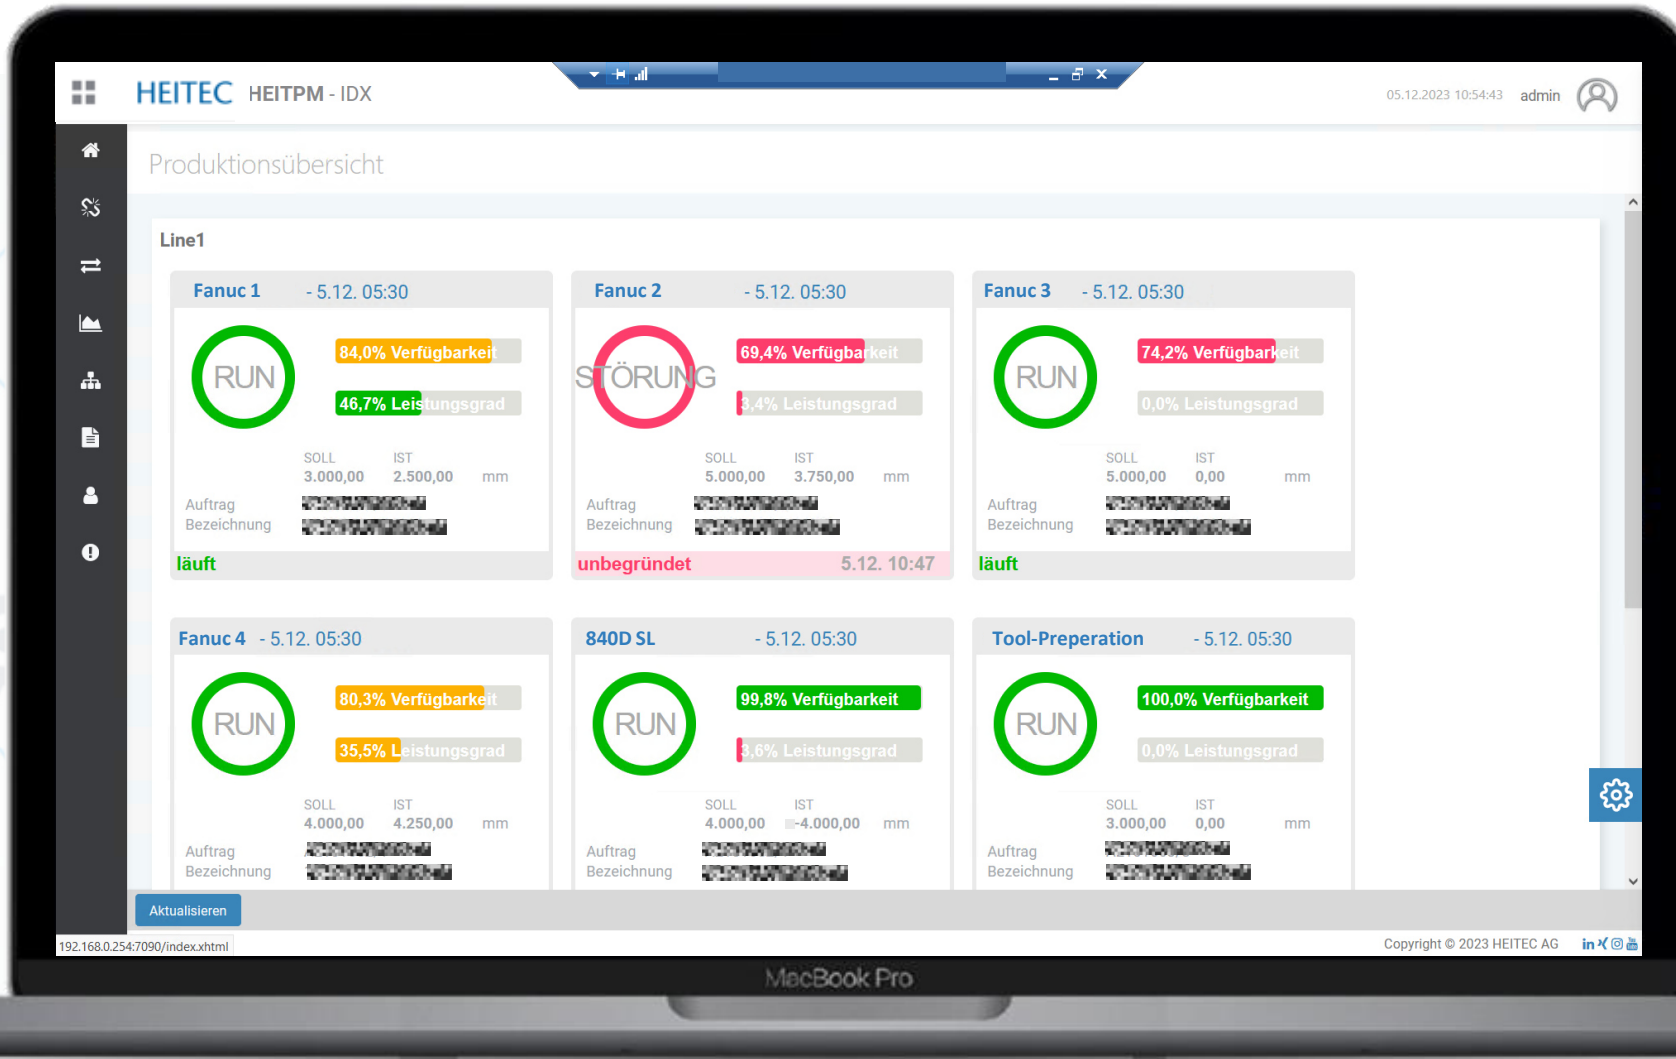 HEITEC HEITPM - IDX
05.12.2023 10:54:43 admin
Produktionsübersicht
Line1
Fanuc 1 - 5.12. 05:30
RUN
84,0% Verfügbarkeit
46,7% Leistungsgrad
SOLL IST
3.000,00 2.500,00 mm
Auftrag
Bezeichnung
läuft
Fanuc 2 - 5.12. 05:30
STÖRUNG
69,4% Verfügbarkeit
3,4% Leistungsgrad
SOLL IST
5.000,00 3.750,00 mm
Auftrag
Bezeichnung
unbegründet 5.12. 10:47
Fanuc 3 - 5.12. 05:30
RUN
74,2% Verfügbarkeit
0,0% Leistungsgrad
SOLL IST
5.000,00 0,00 mm
Auftrag
Bezeichnung
läuft
Fanuc 4 - 5.12. 05:30
RUN
80,3% Verfügbarkeit
35,5% Leistungsgrad
SOLL IST
4.000,00 4.250,00 mm
Auftrag
Bezeichnung
840D SL - 5.12. 05:30
RUN
99,8% Verfügbarkeit
3,6% Leistungsgrad
SOLL IST
4.000,00 -4.000,00 mm
Auftrag
Bezeichnung
Tool-Preperation - 5.12. 05:30
RUN
100,0% Verfügbarkeit
0,0% Leistungsgrad
SOLL IST
3.000,00 0,00 mm
Auftrag
Bezeichnung
Aktualisieren
192.168.0.254:7090/index.xhtml
Copyright © 2023 HEITEC AG
MacBook Pro